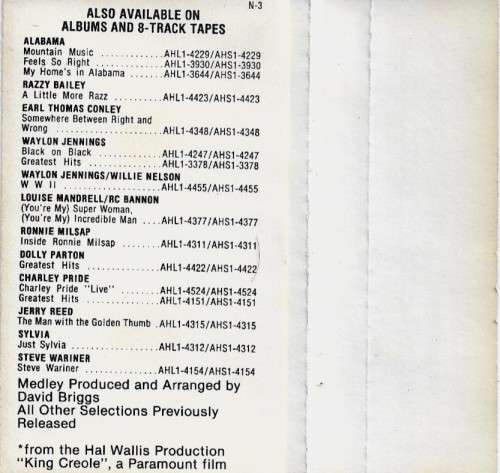 N-3
ALSO AVAILABLE ON
ALBUMS AND 8-TRACK TAPES
ALABAMA
Mountain Music ..............AHL1-4229/AHS1-4229
Feels So Right ..............AHL1-3930/AHS1-3930
My Home's in Alabama .......AHL1-3644/AHS1-3644
RAZZY BAILEY
A Little More Razz ..........AHL1-4423/AHS1-4423
EARL THOMAS CONLEY
Somewhere Between Right and
Wrong ....................AHL1-4348/AHS1-4348
WAYLON JENNINGS
Black on Black ..............AHL1-4247/AHS1-4247
Greatest Hits ...............AHL1-3378/AHS1-3378
WAYLON JENNINGS/WILLIE NELSON
W W II ....................AHL1-4455/AHS1-4455
LOUISE MANDRELL/RC BANNON
(You're My) Super Woman,
(You're My) Incredible Man ....AHL1-4377/AHS1-4377
RONNIE MILSAP
Inside Ronnie Milsap .........AHL1-4311/AHS1-4311
DOLLY PARTON
Greatest Hits ...............AHL1-4422/AHS1-4422
CHARLEY PRIDE
Charley Pride "Live" .........AHL1-4524/AHS1-4524
Greatest Hits ...............AHL1-4151/AHS1-4151
JERRY REED
The Man with the Golden Thumb .AHL1-4315/AHS1-4315
SYLVIA
Just Sylvia .................AHL1-4312/AHS1-4312
STEVE WARINER
Steve Wariner ..............AHL1-4154/AHS1-4154
Medley Produced and Arranged by
David Briggs
All Other Selections Previously
Released
*from the Hal Wallis Production
"King Creole", a Paramount film